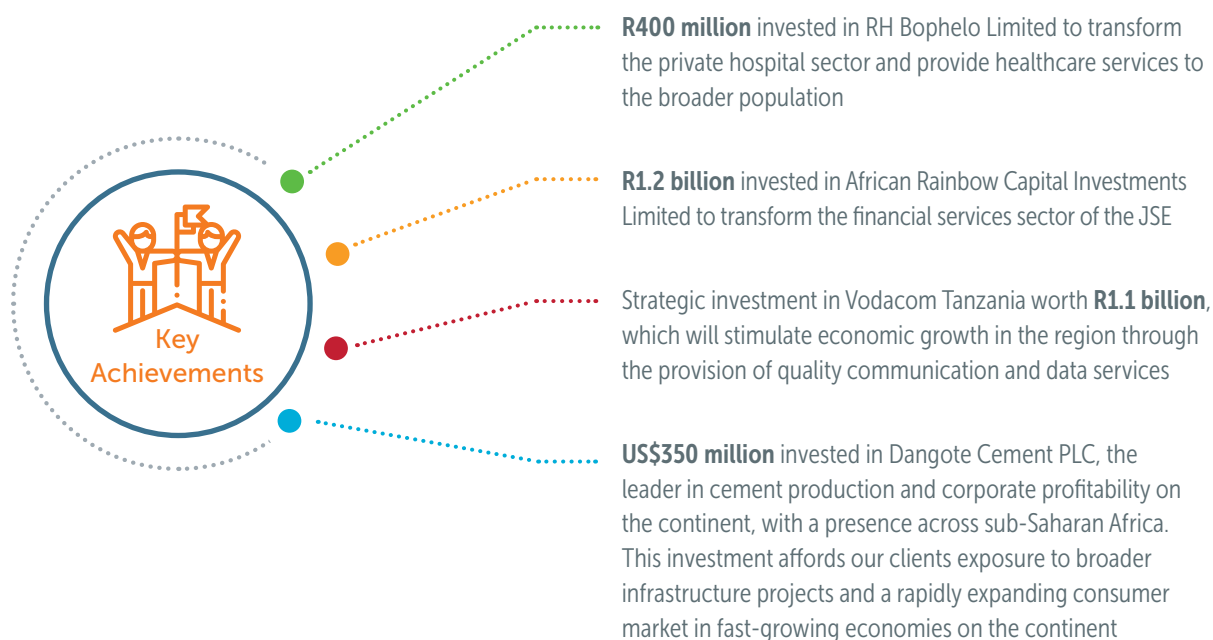 Key
Achievements
R400 million invested in RH Bophelo Limited to transform
the private hospital sector and provide healthcare services to
the broader population
R1.2 billion invested in African Rainbow Capital Investments
Limited to transform the financial services sector of the JSE
Strategic investment in Vodacom Tanzania worth R1.1 billion,
which will stimulate economic growth in the region through
the provision of quality communication and data services
US$350 million invested in Dangote Cement PLC, the
leader in cement production and corporate profitability on
the continent, with a presence across sub-Saharan Africa.
This investment affords our clients exposure to broader
infrastructure projects and a rapidly expanding consumer
market in fast-growing economies on the continent